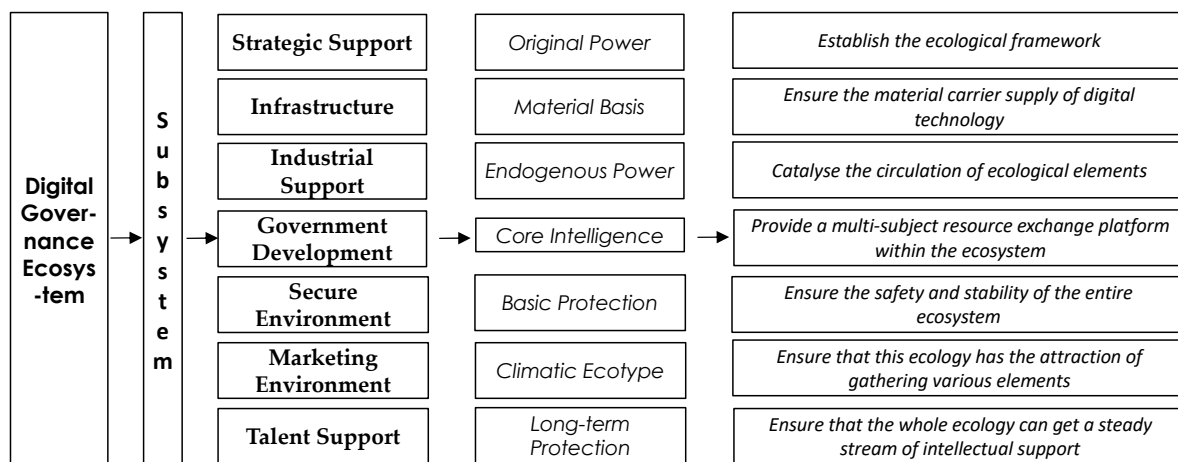 Digital
Gover-
nance
Ecosys
-tem
S
u
b
s
y
s
t
e
m
Strategic Support
Original Power
Establish the ecological framework
Infrastructure
Material Basis
Ensure the material carrier supply of digital
technology
Industrial
Support
Endogenous Power
Catalyse the circulation of ecological elements
Government
Development
Core Intelligence
Provide a multi-subject resource exchange platform
within the ecosystem
Secure
Environment
Basic Protection
Ensure the safety and stability of the entire
ecosystem
Marketing
Environment
Climatic Ecotype
Ensure that this ecology has the attraction of
gathering various elements
Talent Support
Long-term
Protection
Ensure that the whole ecology can get a steady
stream of intellectual support